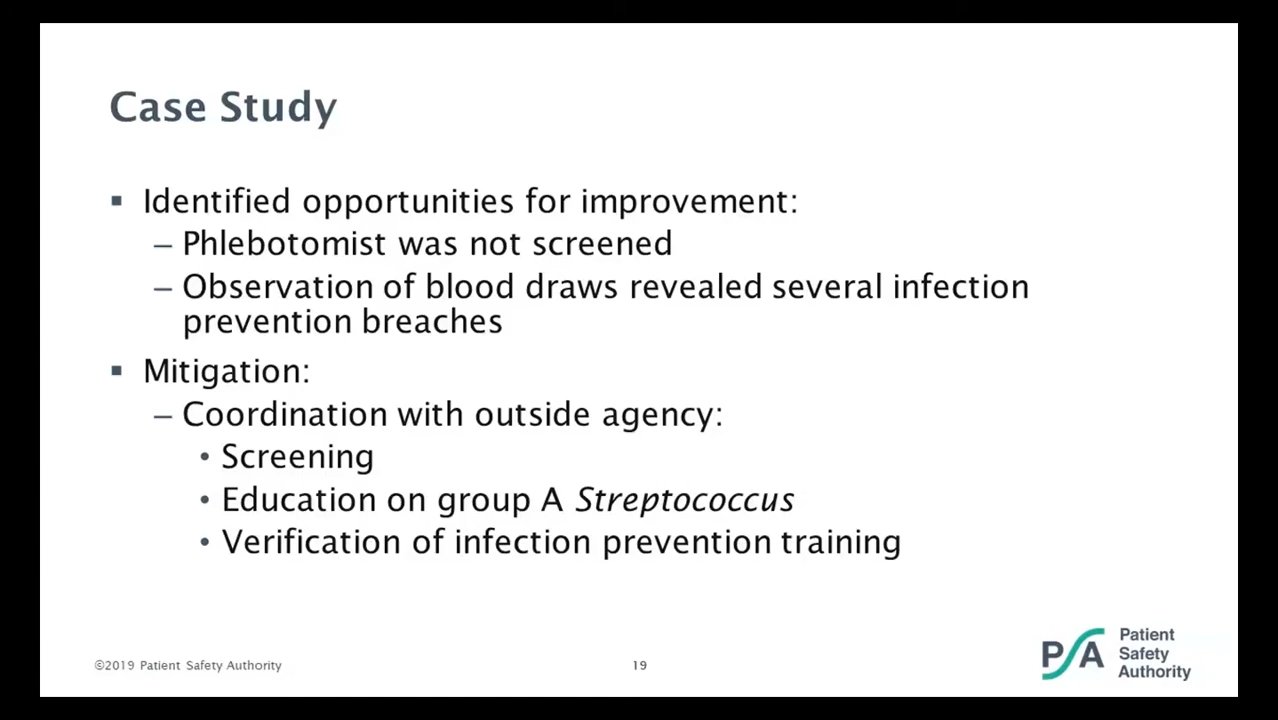 Case Study
▪ Identified opportunities for improvement:
– Phlebotomist was not screened
– Observation of blood draws revealed several infection
prevention breaches
▪ Mitigation:
– Coordination with outside agency:
• Screening
• Education on group A Streptococcus
• Verification of infection prevention training
©2019 Patient Safety Authority
19
PSA
Patient
Safety
Authority